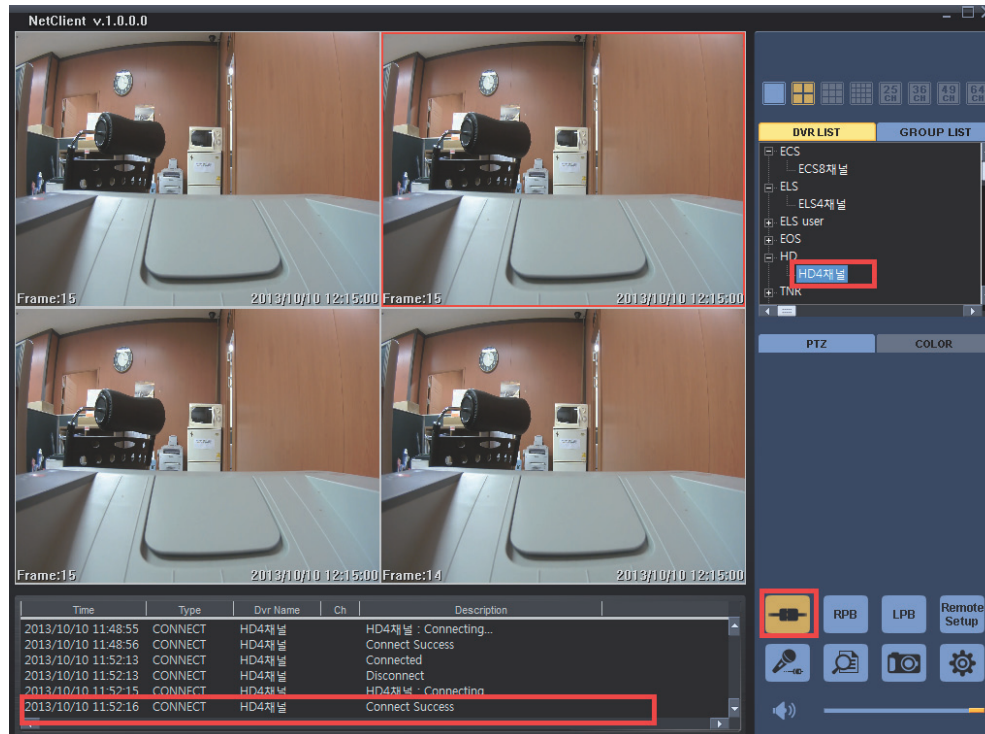 NetClient v.1.0.0.0
25 CH 36 CH 49 CH 64 CH
DVR LIST GROUP LIST
ECS
ECS8채널
ELS
ELS4채널
ELS user
EOS
HD
HD4채널
TNR
Frame:15 2013/10/10 12:15:00 Frame:15 2013/10/10 12:15:00
PTZ COLOR
Frame:15 2013/10/10 12:15:00 Frame:14 2013/10/10 12:15:00
Time Type Dvr Name Ch Description
2013/10/10 11:48:55 CONNECT HD4채널 HD4채널 : Connecting...
2013/10/10 11:48:56 CONNECT HD4채널 Connect Success
2013/10/10 11:52:13 CONNECT HD4채널 Connected
2013/10/10 11:52:13 CONNECT HD4채널 Disconnect
2013/10/10 11:52:15 CONNECT HD4채널 HD4채널 : Connecting
2013/10/10 11:52:16 CONNECT HD4채널 Connect Success
RPB LPB Remote
Setup